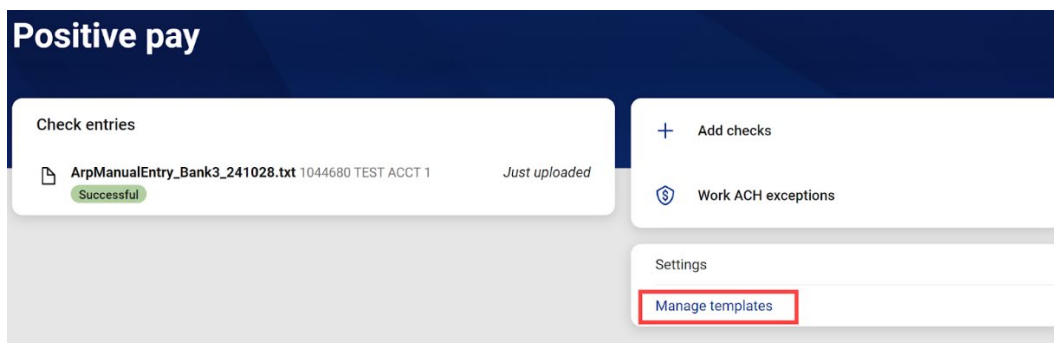 Positive pay
Check entries
ArpManualEntry_Bank3_241028.txt 1044680 TEST ACCT 1 Just uploaded
Successful
Add checks
Work ACH exceptions
Settings
Manage templates